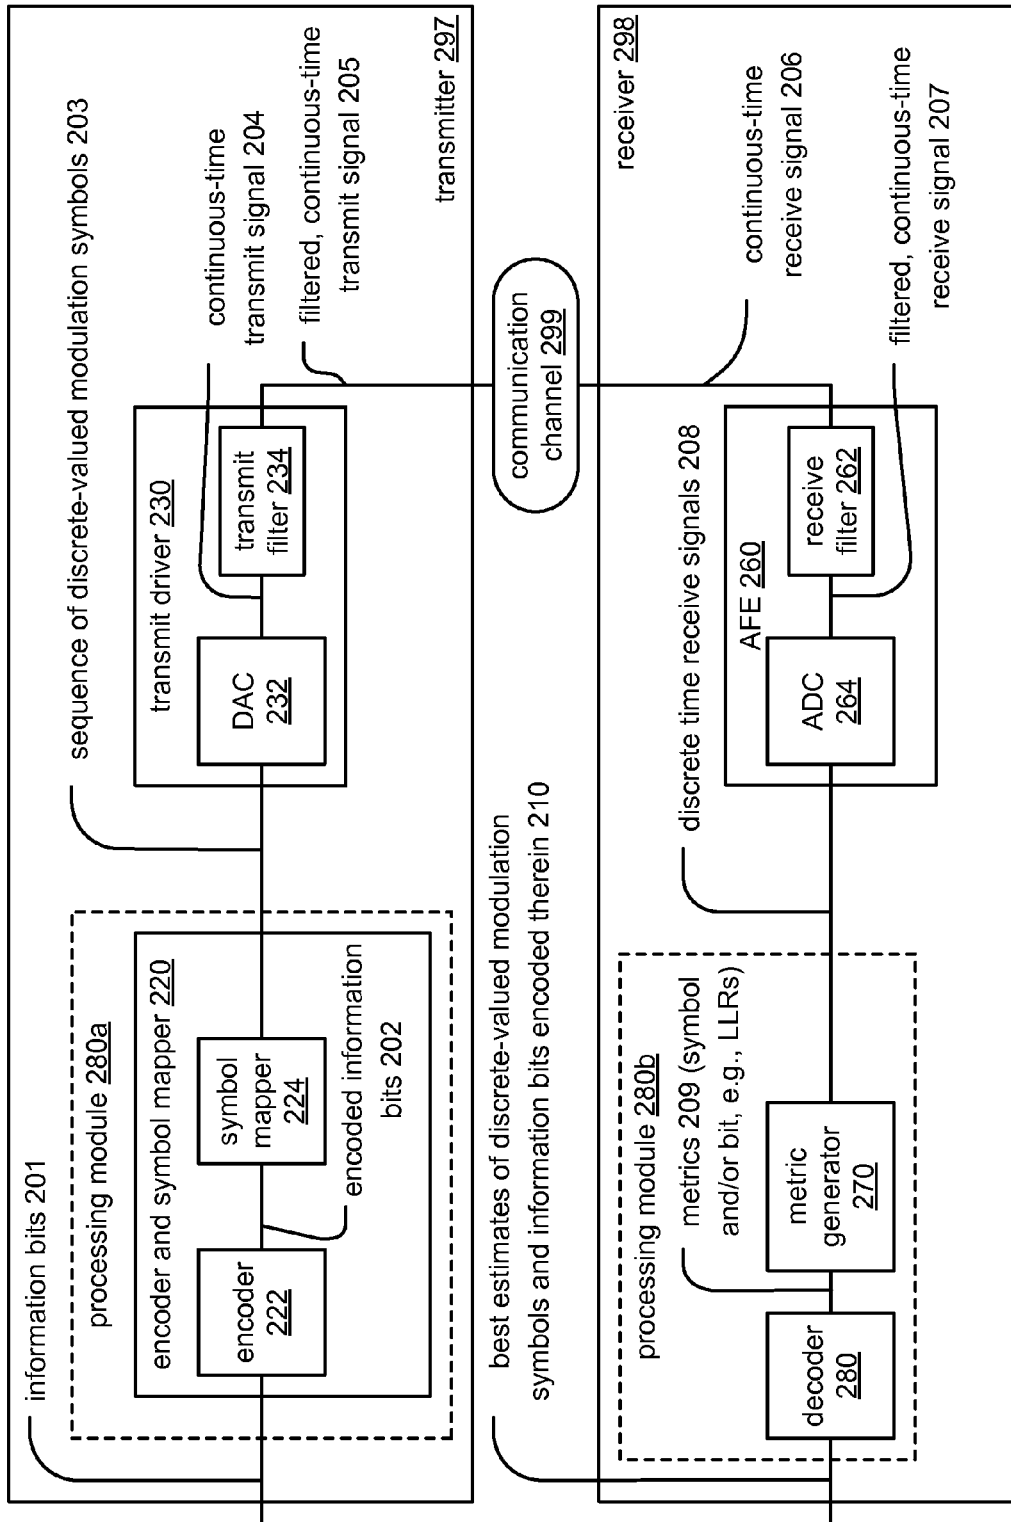 information bits 201
sequence of discrete-valued modulation symbols 203
processing module 280a
encoder and symbol mapper 220
encoder
222
symbol
mapper
224
encoded information
bits 202
transmit driver 230
DAC
232
transmit
filter 234
continuous-time
transmit signal 204
filtered, continuous-time
transmit signal 205
transmitter 297
communication
channel 299
best estimates of discrete-valued modulation
symbols and information bits encoded therein 210
receiver 298
continuous-time
receive signal 206
filtered, continuous-time
receive signal 207
discrete time receive signals 208
AFE 260
receive
filter 262
ADC
264
processing module 280b
metrics 209 (symbol
and/or bit, e.g., LLRs)
metric
generator
270
decoder
280